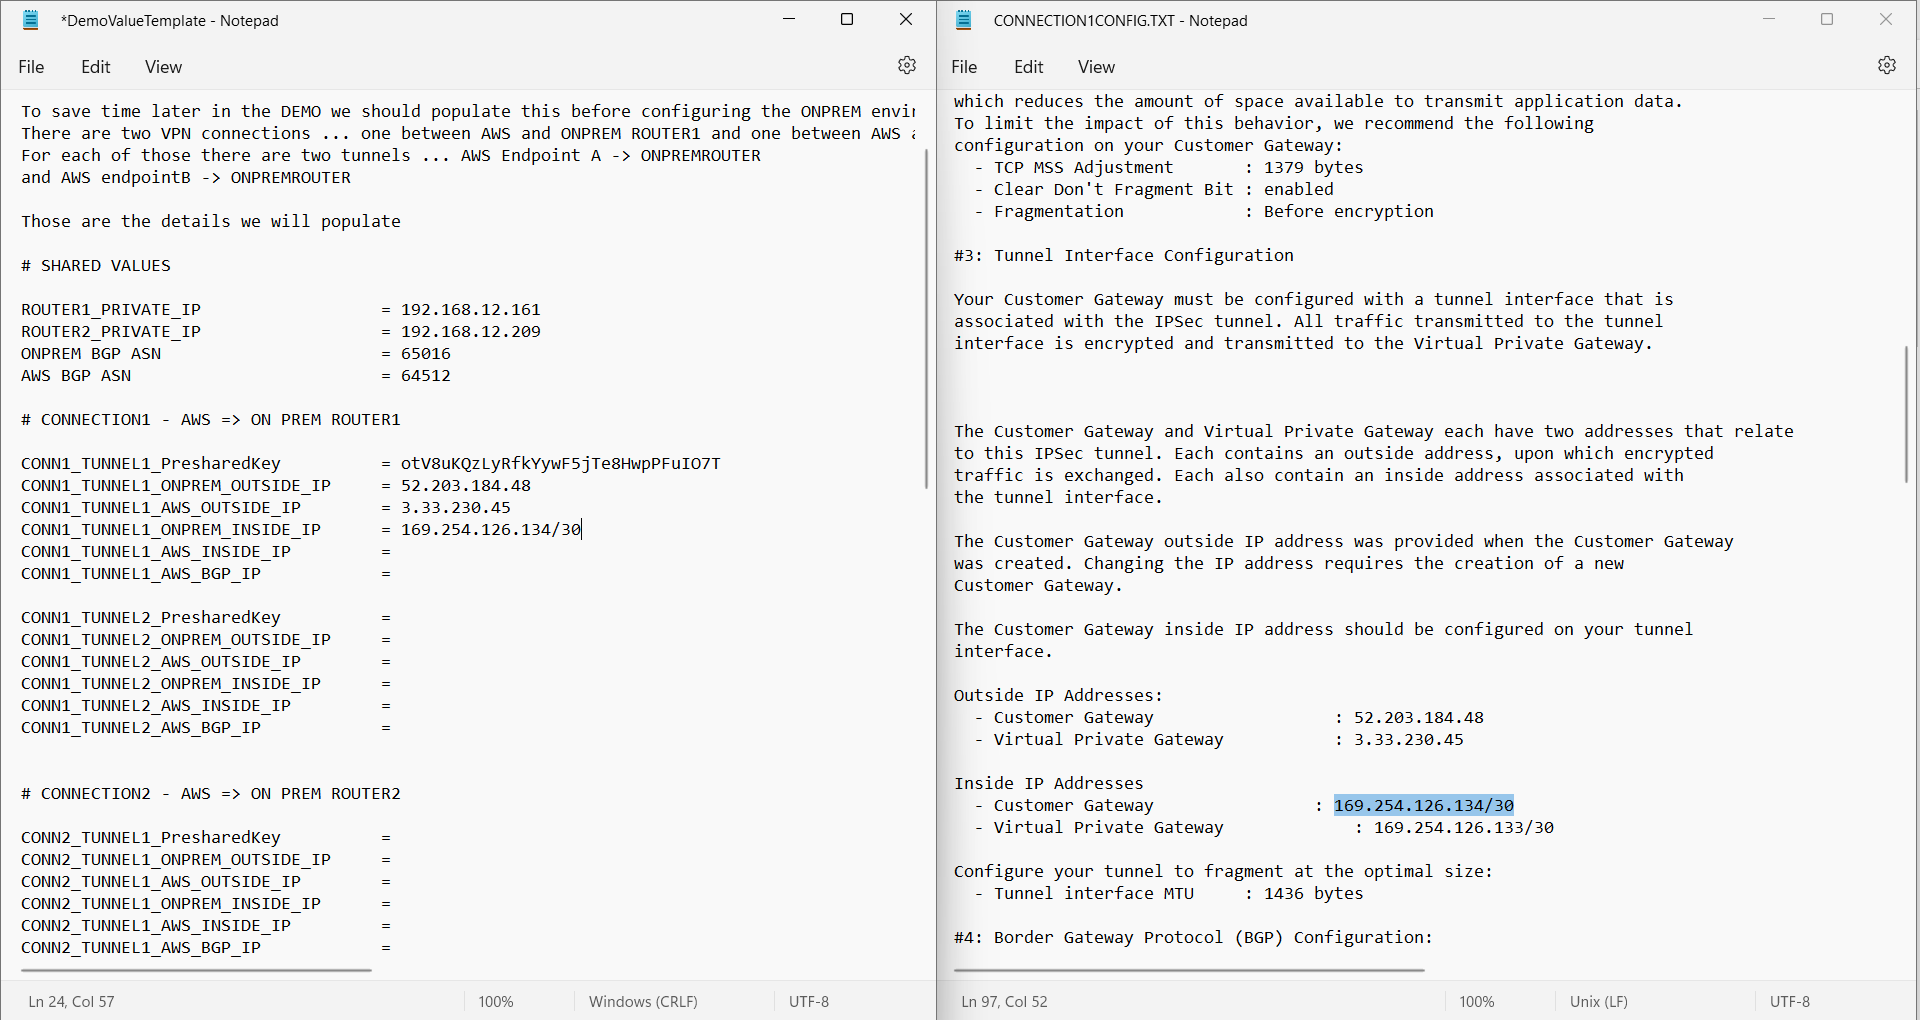 *DemoValueTemplate - Notepad
File Edit View
To save time later in the DEMO we should populate this before configuring the ONPREM
There are two VPN connections ... one between AWS and ONPREM ROUTER1 and one between AWS
For each of those there are two tunnels ... AWS Endpoint A -> ONPREMROUTER
and AWS endpointB -> ONPREMROUTER
Those are the details we will populate
# SHARED VALUES
ROUTER1_PRIVATE_IP = 192.168.12.161
ROUTER2_PRIVATE_IP = 192.168.12.209
ONPREM BGP ASN = 65016
AWS BGP ASN = 64512
# CONNECTION1 - AWS => ON PREM ROUTER1
CONN1_TUNNEL1_PresharedKey = otV8uKQzLyRfkYywF5jTe8HwpPFuIO7T
CONN1_TUNNEL1_ONPREM_OUTSIDE_IP = 52.203.184.48
CONN1_TUNNEL1_AWS_OUTSIDE_IP = 3.33.230.45
CONN1_TUNNEL1_ONPREM_INSIDE_IP = 169.254.126.134/30
CONN1_TUNNEL1_AWS_INSIDE_IP =
CONN1_TUNNEL1_AWS_BGP_IP =
CONN1_TUNNEL2_PresharedKey =
CONN1_TUNNEL2_ONPREM_OUTSIDE_IP =
CONN1_TUNNEL2_AWS_OUTSIDE_IP =
CONN1_TUNNEL2_ONPREM_INSIDE_IP =
CONN1_TUNNEL2_AWS_INSIDE_IP =
CONN1_TUNNEL2_AWS_BGP_IP =
# CONNECTION2 - AWS => ON PREM ROUTER2
CONN2_TUNNEL1_PresharedKey =
CONN2_TUNNEL1_ONPREM_OUTSIDE_IP =
CONN2_TUNNEL1_AWS_OUTSIDE_IP =
CONN2_TUNNEL1_ONPREM_INSIDE_IP =
CONN2_TUNNEL1_AWS_INSIDE_IP =
CONN2_TUNNEL1_AWS_BGP_IP =
Ln 24, Col 57 100% Windows (CRLF) UTF-8
CONNECTION1CONFIG.TXT - Notepad
File Edit View
which reduces the amount of space available to transmit application data.
To limit the impact of this behavior, we recommend the following
configuration on your Customer Gateway:
- TCP MSS Adjustment : 1379 bytes
- Clear Don't Fragment Bit : enabled
- Fragmentation : Before encryption
#3: Tunnel Interface Configuration
Your Customer Gateway must be configured with a tunnel interface that is
associated with the IPSec tunnel. All traffic transmitted to the tunnel
interface is encrypted and transmitted to the Virtual Private Gateway.
The Customer Gateway and Virtual Private Gateway each have two addresses that relate
to this IPSec tunnel. Each contains an outside address, upon which encrypted
traffic is exchanged. Each also contain an inside address associated with
the tunnel interface.
The Customer Gateway outside IP address was provided when the Customer Gateway
was created. Changing the IP address requires the creation of a new
Customer Gateway.
The Customer Gateway inside IP address should be configured on your tunnel
interface.
Outside IP Addresses:
- Customer Gateway : 52.203.184.48
- Virtual Private Gateway : 3.33.230.45
Inside IP Addresses
- Customer Gateway : 169.254.126.134/30
- Virtual Private Gateway : 169.254.126.133/30
Configure your tunnel to fragment at the optimal size:
- Tunnel interface MTU : 1436 bytes
#4: Border Gateway Protocol (BGP) Configuration:
Ln 97, Col 52 100% Unix (LF) UTF-8